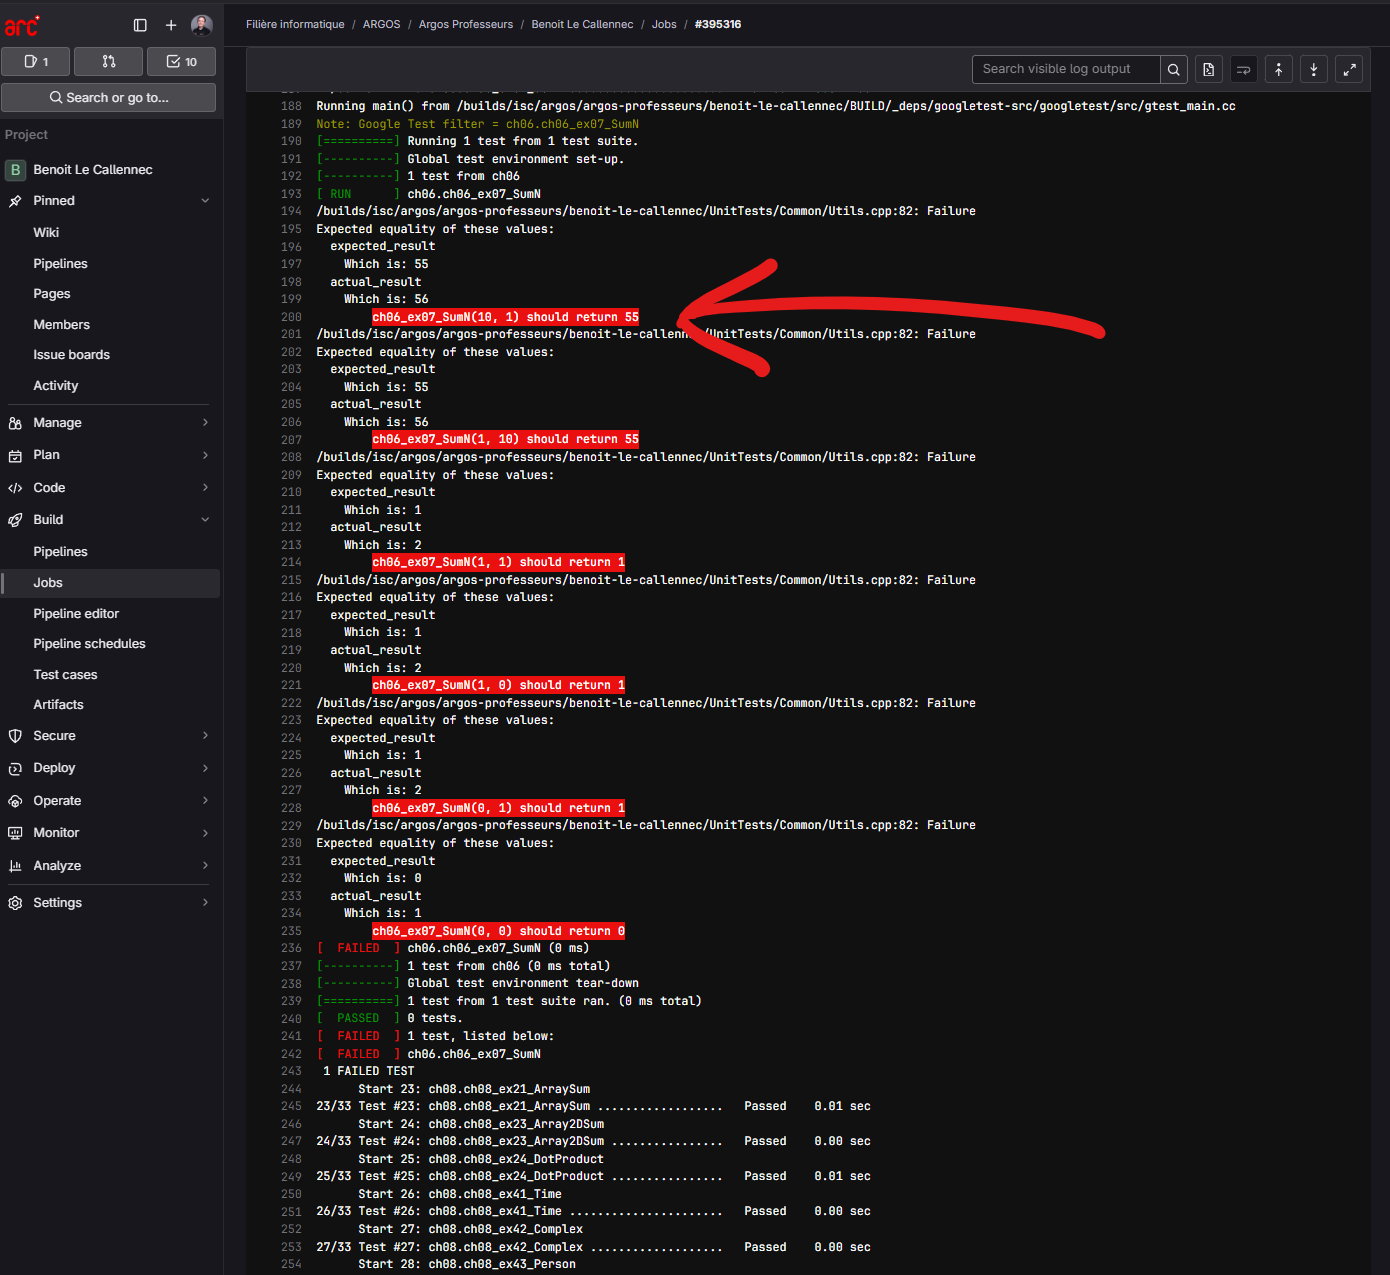 arc
Filière informatique / ARGOS / Argos Professeurs / Benoit Le Callennec / Jobs / #395316
1
10
Search or go to...
Search visible log output
Project
B Benoit Le Callennec
Pinned
Wiki
Pipelines
Pages
Members
Issue boards
Activity
Manage
Plan
Code
Build
Pipelines
Jobs
Pipeline editor
Pipeline schedules
Test cases
Artifacts
Secure
Deploy
Operate
Monitor
Analyze
Settings
188 Running main() from /builds/isc/argos/argos-professeurs/benoit-le-callennec/BUILD/_deps/googletest-src/googletest/src/gtest_main.cc
189 Note: Google Test filter = ch06.ch06_ex07_SumN
190 [==========] Running 1 test from 1 test suite.
191 [----------] Global test environment set-up.
192 [----------] 1 test from ch06
193 [ RUN      ] ch06.ch06_ex07_SumN
194 /builds/isc/argos/argos-professeurs/benoit-le-callennec/UnitTests/Common/Utils.cpp:82: Failure
195 Expected equality of these values:
196 expected_result
197 Which is: 55
198 actual_result
199 Which is: 56
200 ch06_ex07_SumN(10, 1) should return 55
201 /builds/isc/argos/argos-professeurs/benoit-le-callennec/UnitTests/Common/Utils.cpp:82: Failure
202 Expected equality of these values:
203 expected_result
204 Which is: 55
205 actual_result
206 Which is: 56
207 ch06_ex07_SumN(1, 10) should return 55
208 /builds/isc/argos/argos-professeurs/benoit-le-callennec/UnitTests/Common/Utils.cpp:82: Failure
209 Expected equality of these values:
210 expected_result
211 Which is: 1
212 actual_result
213 Which is: 2
214 ch06_ex07_SumN(1, 1) should return 1
215 /builds/isc/argos/argos-professeurs/benoit-le-callennec/UnitTests/Common/Utils.cpp:82: Failure
216 Expected equality of these values:
217 expected_result
218 Which is: 1
219 actual_result
220 Which is: 2
221 ch06_ex07_SumN(1, 0) should return 1
222 /builds/isc/argos/argos-professeurs/benoit-le-callennec/UnitTests/Common/Utils.cpp:82: Failure
223 Expected equality of these values:
224 expected_result
225 Which is: 1
226 actual_result
227 Which is: 2
228 ch06_ex07_SumN(0, 1) should return 1
229 /builds/isc/argos/argos-professeurs/benoit-le-callennec/UnitTests/Common/Utils.cpp:82: Failure
230 Expected equality of these values:
231 expected_result
232 Which is: 0
233 actual_result
234 Which is: 1
235 ch06_ex07_SumN(0, 0) should return 0
236 [  FAILED  ] ch06.ch06_ex07_SumN (0 ms)
237 [----------] 1 test from ch06 (0 ms total)
238 [----------] Global test environment tear-down
239 [==========] 1 test from 1 test suite ran. (0 ms total)
240 [  PASSED  ] 0 tests.
241 [  FAILED  ] 1 test, listed below:
242 [  FAILED  ] ch06.ch06_ex07_SumN
243 1 FAILED TEST
244 Start 23: ch08.ch08_ex21_ArraySum
245 23/33 Test #23: ch08.ch08_ex21_ArraySum .................. Passed 0.01 sec
246 Start 24: ch08.ch08_ex23_Array2DSum
247 24/33 Test #24: ch08.ch08_ex23_Array2DSum ................ Passed 0.00 sec
248 Start 25: ch08.ch08_ex24_DotProduct
249 25/33 Test #25: ch08.ch08_ex24_DotProduct ................ Passed 0.01 sec
250 Start 26: ch08.ch08_ex41_Time
251 26/33 Test #26: ch08.ch08_ex41_Time ...................... Passed 0.00 sec
252 Start 27: ch08.ch08_ex42_Complex
253 27/33 Test #27: ch08.ch08_ex42_Complex ................... Passed 0.00 sec
254 Start 28: ch08.ch08_ex43_Person